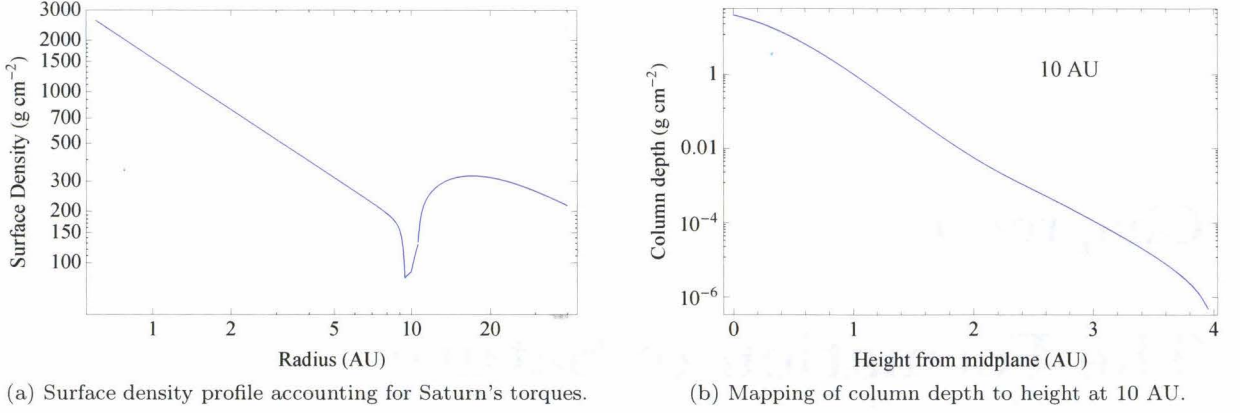 3000
2000
1500
1000
700
500
300
200
150
100
Surface Density (g cm⁻²)
1 2 5 10 20
Radius (AU)
(a) Surface density profile accounting for Saturn's torques.
10 AU
1
0.01
10⁻⁴
10⁻⁶
Column depth (g cm⁻²)
0 1 2 3 4
Height from midplane (AU)
(b) Mapping of column depth to height at 10 AU.